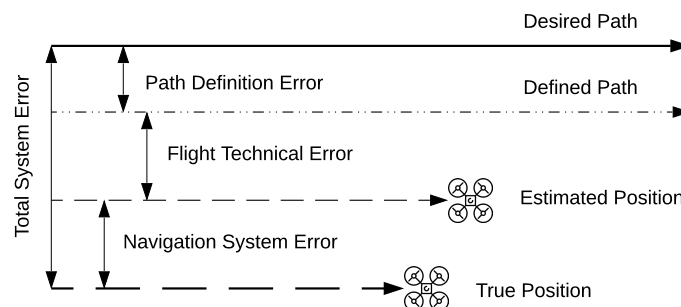 Desired Path
Path Definition Error
Defined Path
Total System Error
Flight Technical Error
Estimated Position
Navigation System Error
True Position